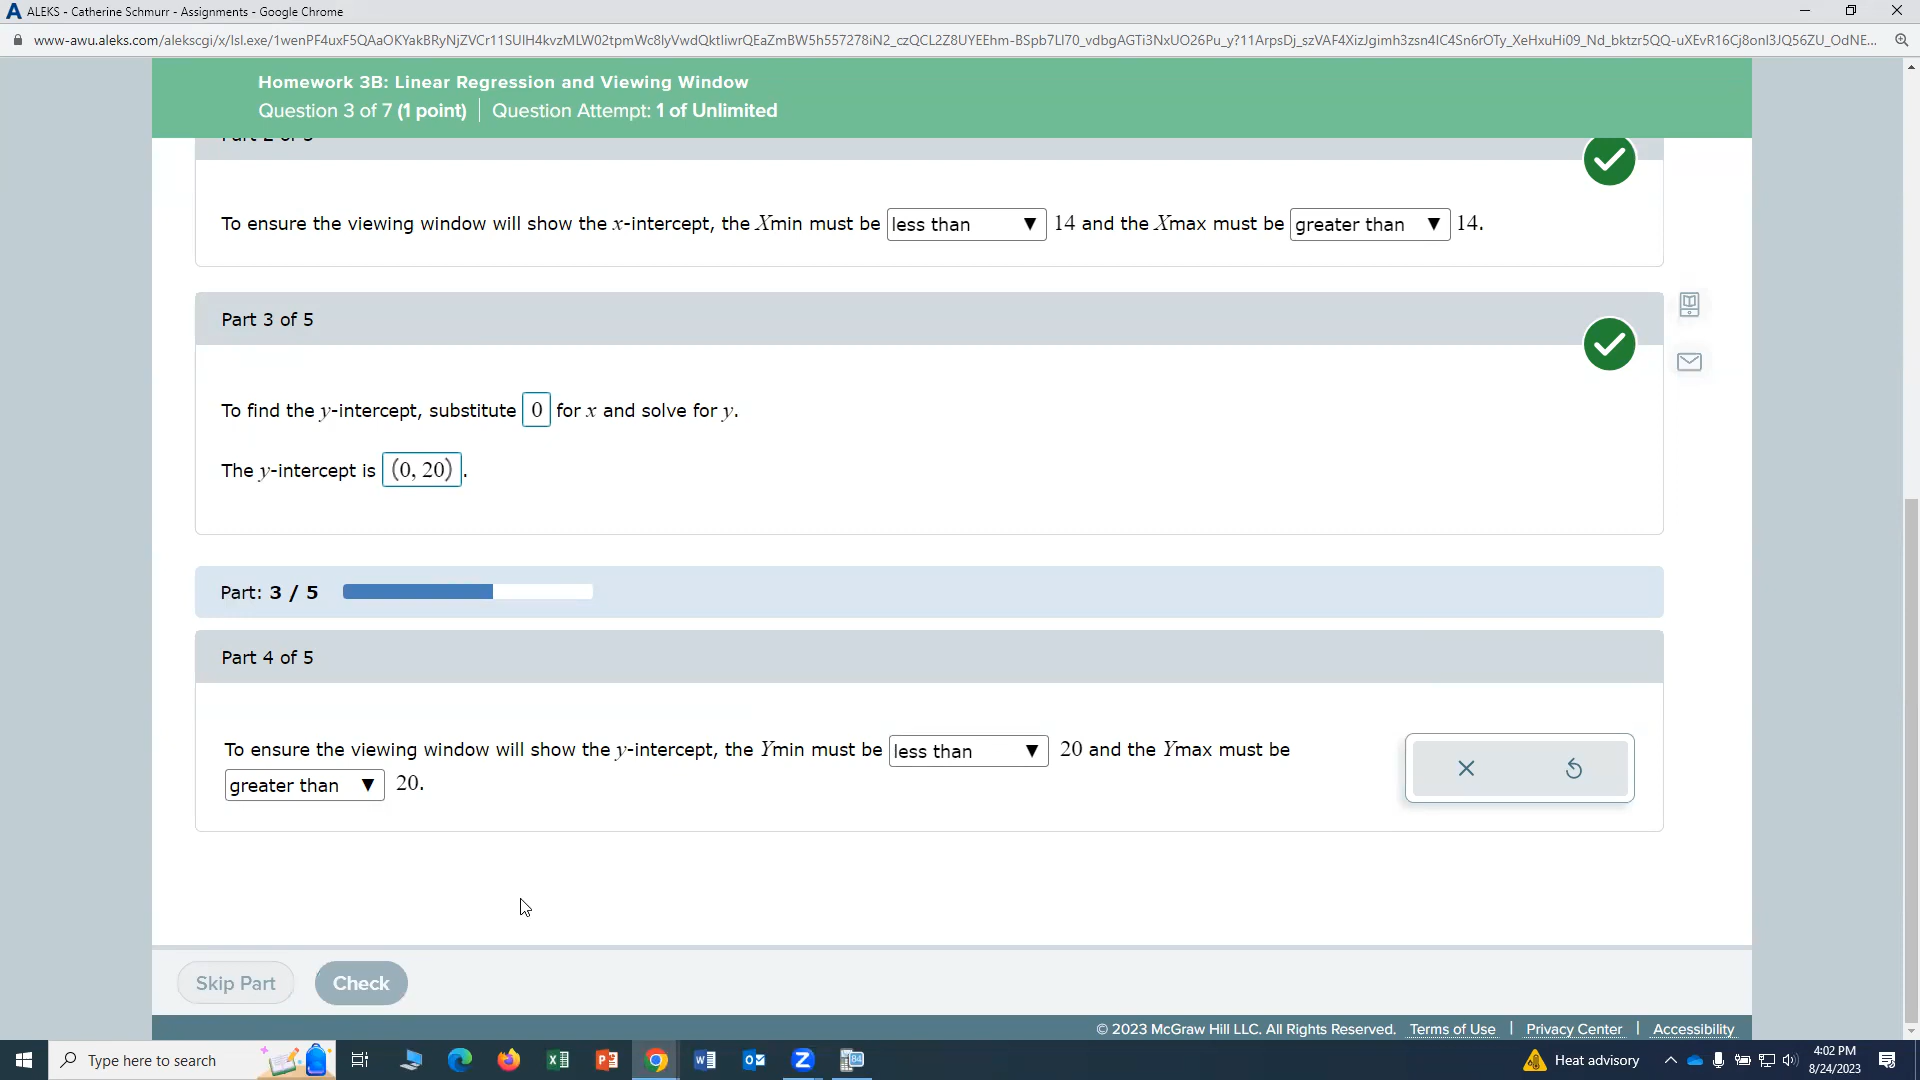 ALEKS - Catherine Schmurr - Assignments - Google Chrome
Homework 3B: Linear Regression and Viewing Window
Question 3 of 7 (1 point) | Question Attempt: 1 of Unlimited
To ensure the viewing window will show the x-intercept, the Xmin must be less than ▼ 14 and the Xmax must be greater than ▼ 14.
Part 3 of 5
To find the y-intercept, substitute 0 for x and solve for y.
The y-intercept is (0, 20).
Part: 3 / 5
Part 4 of 5
To ensure the viewing window will show the y-intercept, the Ymin must be less than ▼ 20 and the Ymax must be
greater than ▼ 20.
Skip Part Check
© 2023 McGraw Hill LLC. All Rights Reserved. Terms of Use | Privacy Center | Accessibility
Type here to search
Heat advisory
4:02 PM
8/24/2023